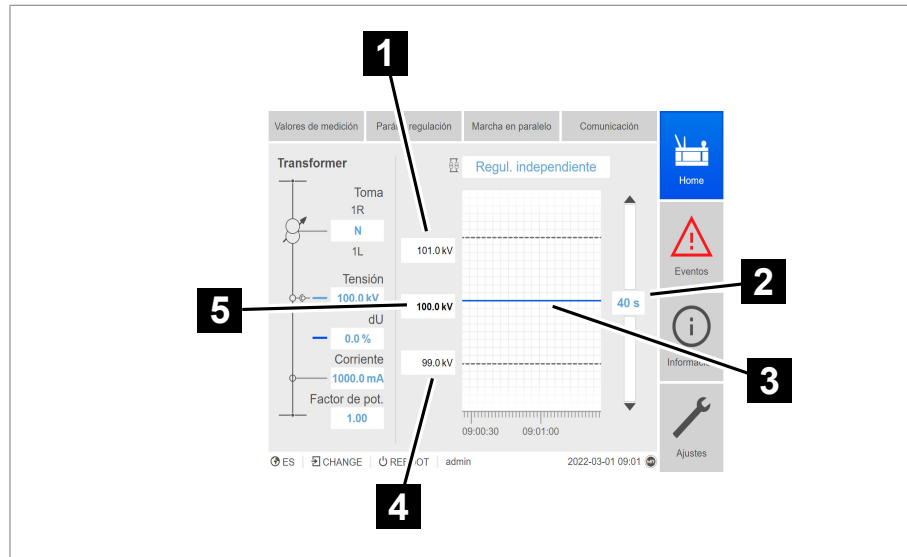 1
Valores de medición
Pará regulación
Marcha en paralelo
Comunicación
Transformer
Regul. independiente
Home
Toma
1R
N
1L
101.0 kV
Eventos
Tensión
100.0 kV
5
100.0 kV
40 s
2
dU
0.0 %
Corriente
1000.0 mA
99.0 kV
3
Factor de pot.
1.00
09:00:30
09:01:00
Ajustes
ES
CHANGE
admin
2022-03-01 09:01
4